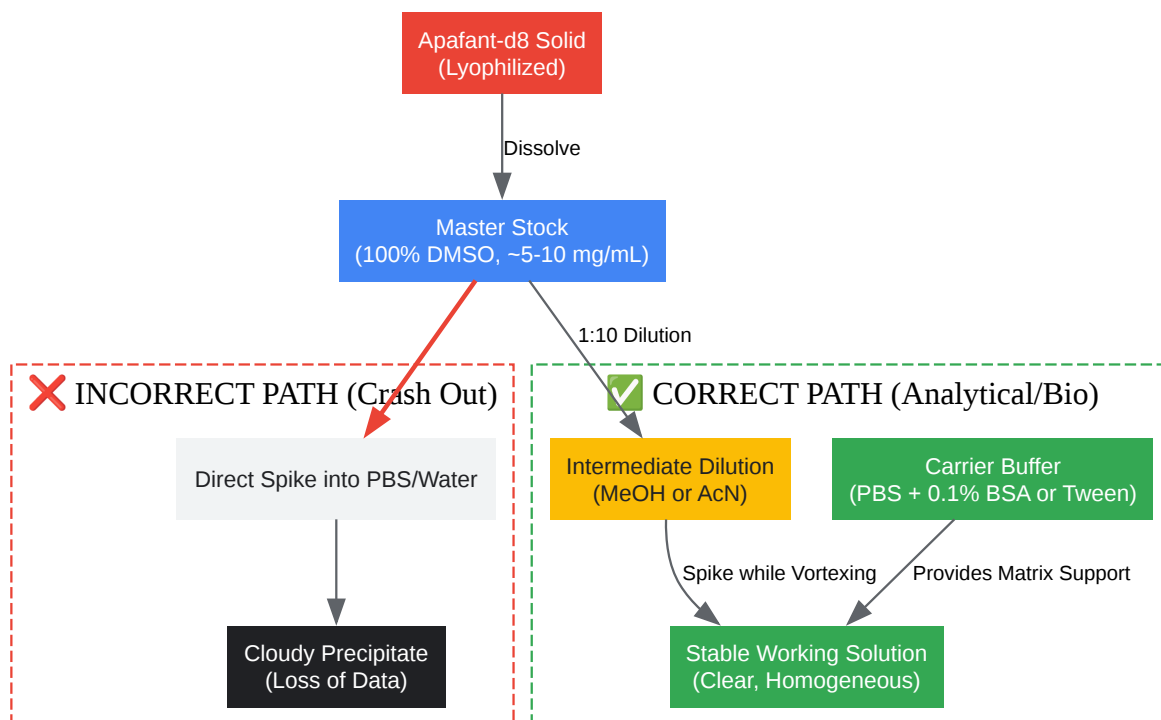 Apafant-d8 Solid
(Lyophilized)
Dissolve
Master Stock
(100% DMSO, ~5-10 mg/mL)
1:10 Dilution
❌ INCORRECT PATH (Crash Out)
✅ CORRECT PATH (Analytical/Bio)
Direct Spike into PBS/Water
Intermediate Dilution
(MeOH or AcN)
Carrier Buffer
(PBS + 0.1% BSA or Tween)
Spike while Vortexing
Provides Matrix Support
Cloudy Precipitate
(Loss of Data)
Stable Working Solution
(Clear, Homogeneous)